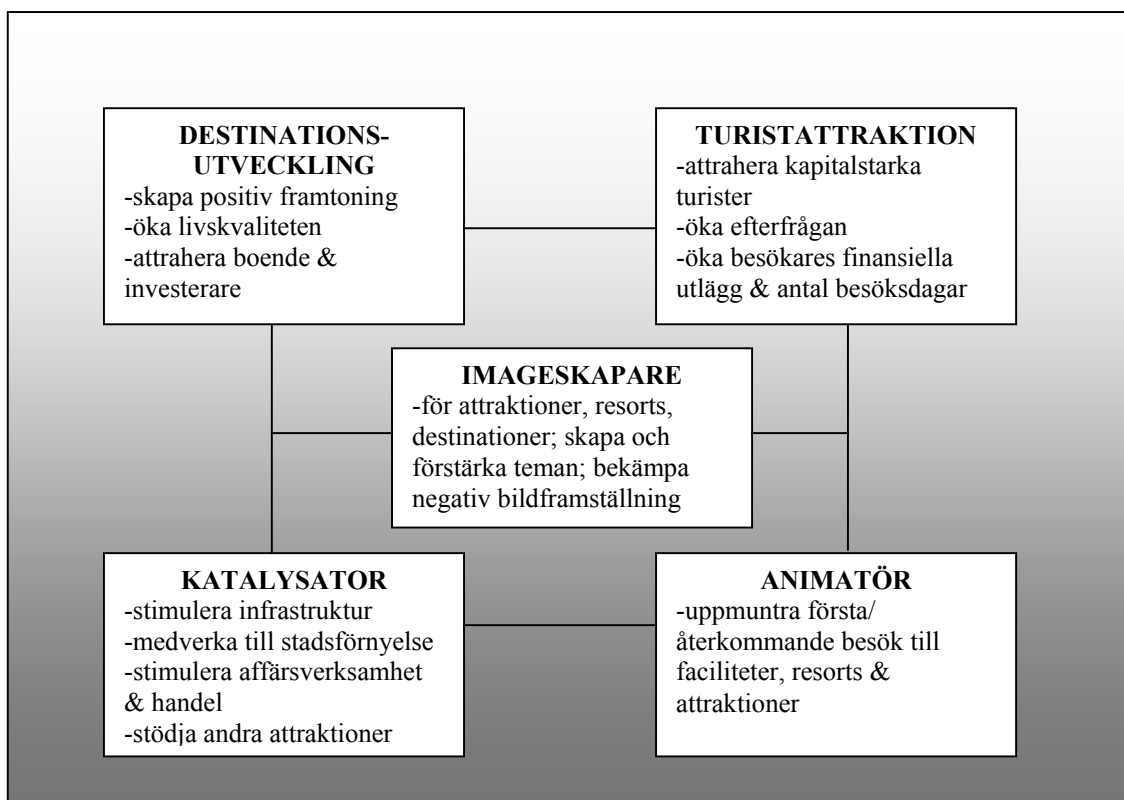 DESTINATIONS-
UTVECKLING
-skapa positiv framtoning
-öka livskvaliteten
-attrahera boende &
investerare
TURISTATTRAKTION
-attrahera kapitalstarka
turister
-öka efterfrågan
-öka besökares finansiella
utlägg & antal besöksdagar
IMAGESKAPARE
-för attraktioner, resorts,
destinationer; skapa och
förstärka teman; bekämpa
negativ bildframställning
KATALYSATOR
-stimulera infrastruktur
-medverka till stadsförnyelse
-stimulera affärsverksamhet
& handel
-stödja andra attraktioner
ANIMATÖR
-uppmuntra första/
återkommande besök till
faciliteter, resorts &
attraktioner